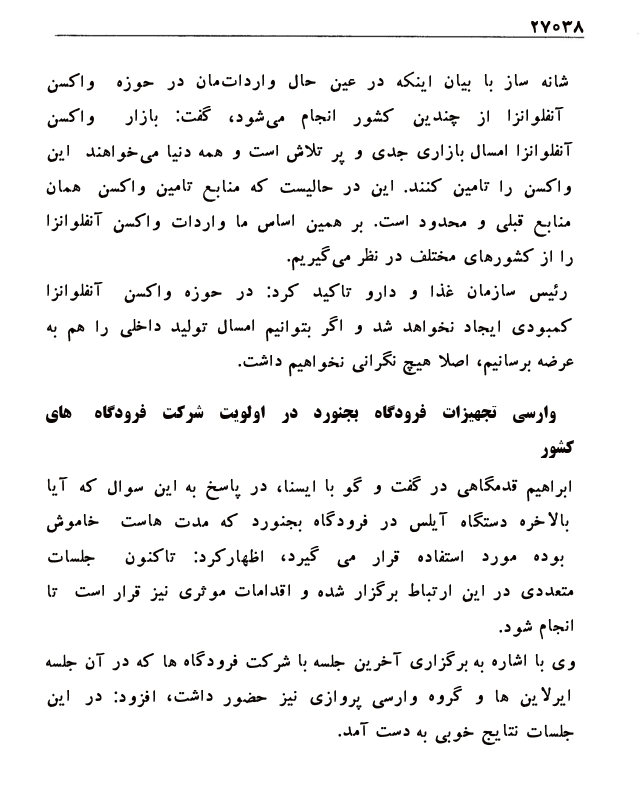 ۲۷۰۳۸
شانه ساز با بیان اینکه در عین حال واردات‌مان در حوزه واکسن
آنفلوانزا از چندین کشور انجام می‌شود، گفت: بازار واکسن
آنفلوانزا امسال بازاری جدی و پر تلاش است و همه دنیا می‌خواهند این
واکسن را تامین کنند. این در حالیست که منابع تامین واکسن همان
منابع قبلی و محدود است. بر همین اساس ما واردات واکسن آنفلوانزا
را از کشورهای مختلف در نظر می‌گیریم.
رئیس سازمان غذا و دارو تاکید کرد: در حوزه واکسن آنفلوانزا
کمبودی ایجاد نخواهد شد و اگر بتوانیم امسال تولید داخلی را هم به
عرضه برسانیم، اصلا هیچ نگرانی نخواهیم داشت.
وارسی تجهیزات فرودگاه بجنورد در اولویت شرکت فرودگاه های
کشور
ابراهیم قدمگاهی در گفت و گو با ایسنا، در پاسخ به این سوال که آیا
بالاخره دستگاه آیلس در فرودگاه بجنورد که مدت هاست خاموش
بوده مورد استفاده قرار می گیرد، اظهارکرد: تاکنون جلسات
متعددی در این ارتباط برگزار شده و اقدامات موثری نیز قرار است تا
انجام شود.
وی با اشاره به برگزاری آخرین جلسه با شرکت فرودگاه ها که در آن جلسه
ایرلاین ها و گروه وارسی پروازی نیز حضور داشت، افزود: در این
جلسات نتایج خوبی به دست آمد.